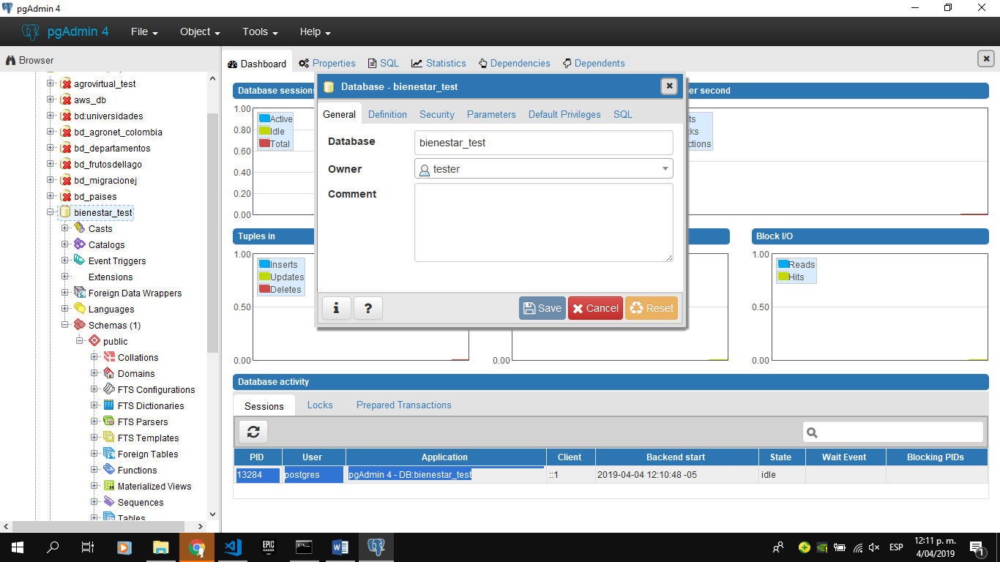 pgAdmin 4
pgAdmin 4 File Object Tools Help
Browser
agrovirtual_test
aws_db
bd:universidades
bd_agronet_colombia
bd_departamentos
bd_frutosdellago
bd_migracionej
bd_paises
bienestar_test
Casts
Catalogs
Event Triggers
Extensions
Foreign Data Wrappers
Languages
Schemas (1)
public
Collations
Domains
FTS Configurations
FTS Dictionaries
FTS Parsers
FTS Templates
Foreign Tables
Functions
Materialized Views
Sequences
Tables
Dashboard Properties SQL Statistics Dependencies Dependents
Database sessions
1.00
0.80
0.60
0.40
0.20
0.00
Active
Idle
Total
er second
ts
cks
ctions
Database - bienestar_test
General Definition Security Parameters Default Privileges SQL
Database bienestar_test
Owner tester
Comment
i ? Save Cancel Reset
Tuples in
1.00
0.50
0.00
Inserts
Updates
Deletes
0.00
Block I/O
1.00
0.50
0.00
Reads
Hits
Database activity
Sessions Locks Prepared Transactions
PID User Application Client Backend start State Wait Event Blocking PIDs
13284 postgres pgAdmin 4 - DB:bienestar_test ::1 2019-04-04 12:10:48 -05 idle
EPIC
GAMES
ESP
12:11 p. m.
4/04/2019
1